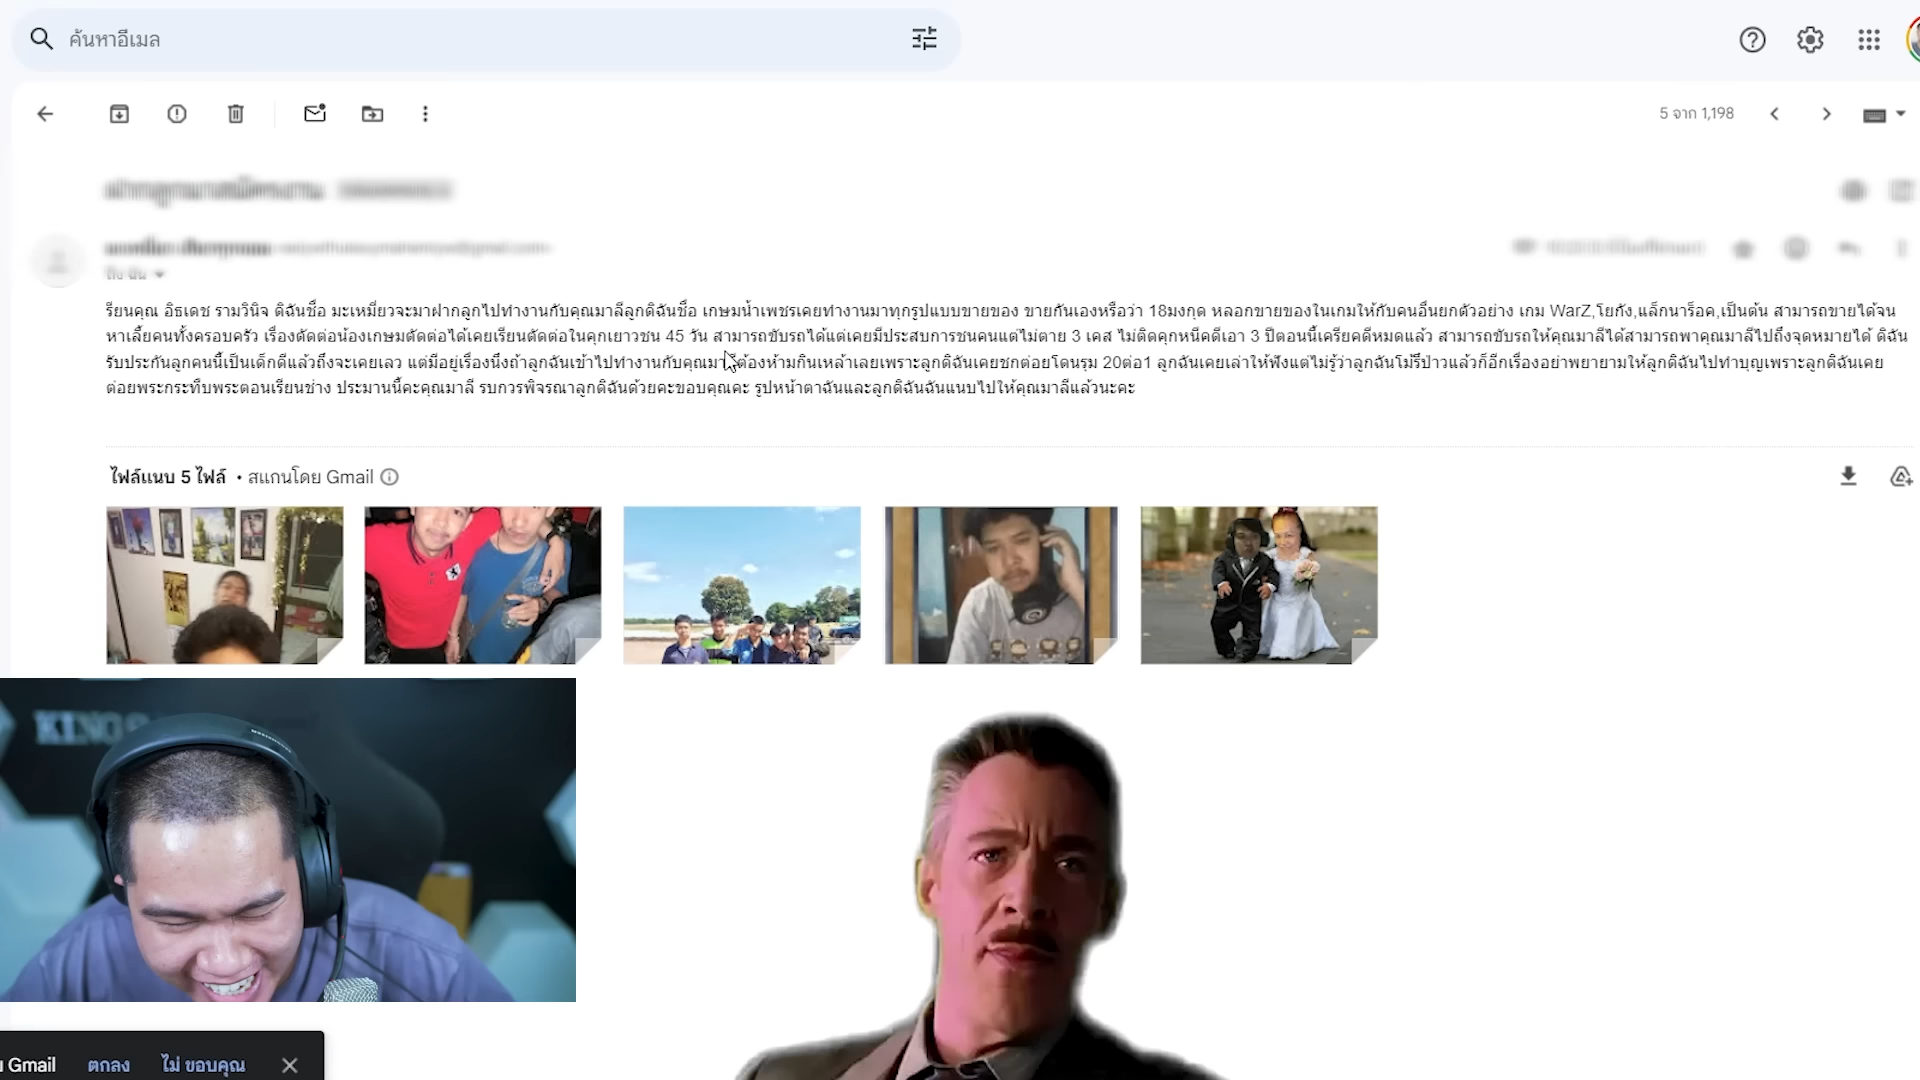 ค้นหาอีเมล
5 จาก 1,198
ถึง ฉัน
รียนคุณ อิธเดช รามวินิจ ดิฉันชื่อ มะเหมี่ยวจะมาฝากลูกไปทำงานกับคุณมาลีลูกดิฉันชื่อ เกษมน้ำเพชรเคยทำงานมาทุกรูปแบบขายของ ขายกันเองหรือว่า 18มงกุด หลอกขายของในเกมให้กับคนอื่นยกตัวอย่าง เกม WarZ,โยกัง,แล็กนาร็อค,เป็นต้น สามารถขายได้จน
หาเลี้ยคนทั้งครอบครัว เรื่องตัดต่อน้องเกษมตัดต่อได้เคยเรียนตัดต่อในคุกเยาวชน 45 วัน สามารถขับรถได้แต่เคยมีประสบการชนคนแต่ไม่ตาย 3 เคส ไม่ติดคุกหนีคดีเอา 3 ปีตอนนี้เครียคดีหมดแล้ว สามารถขับรถให้คุณมาลีได้สามารถพาคุณมาลีไปถึงจุดหมายได้ ดิฉัน
รับประกันลูกคนนี้เป็นเด็กดีแล้วถึงจะเคยเลว แต่มีอยู่เรื่องนึงถ้าลูกฉันเข้าไปทำงานกับคุณมาลีต้องห้ามกินเหล้าเลยเพราะลูกดิฉันเคยชกต่อยโดนรุม 20ต่อ1 ลูกฉันเคยเล่าให้ฟังแต่ไม่รู้ว่าลูกฉันโม้รึป่าวแล้วก็อีกเรื่องอย่าพยายามให้ลูกดิฉันไปทำบุญเพราะลูกดิฉันเคย
ต่อยพระกระทืบพระตอนเรียนช่าง ประมานนี้คะคุณมาลี รบกวรพิจรณาลูกดิฉันด้วยคะขอบคุณคะ รูปหน้าตาฉันและลูกดิฉันฉันแนบไปให้คุณมาลีแล้วนะคะ
ไฟล์แนบ 5 ไฟล์ • สแกนโดย Gmail
KINGS
Gmail ตกลง ไม่ ขอบคุณ